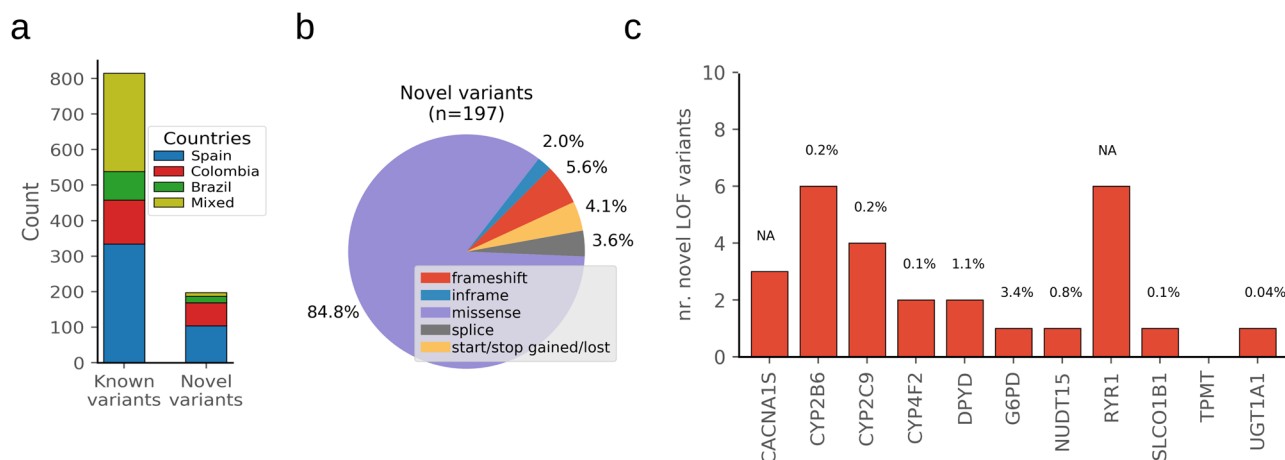 a
Count
800
700
600
500
400
300
200
100
0
Known
variants
Novel
variants
Countries
Spain
Colombia
Brazil
Mixed
b
Novel variants
(n=197)
2.0%
5.6%
4.1%
3.6%
84.8%
frameshift
inframe
missense
splice
start/stop gained/lost
c
nr. novel LOF variants
10
8
6
4
2
0
NA
0.2%
0.2%
0.1%
1.1%
3.4%
0.8%
NA
0.1%
0.04%
CACNA1S
CYP2B6
CYP2C9
CYP4F2
DPYD
G6PD
NUDT15
RYR1
SLCO1B1
TPMT
UGT1A1